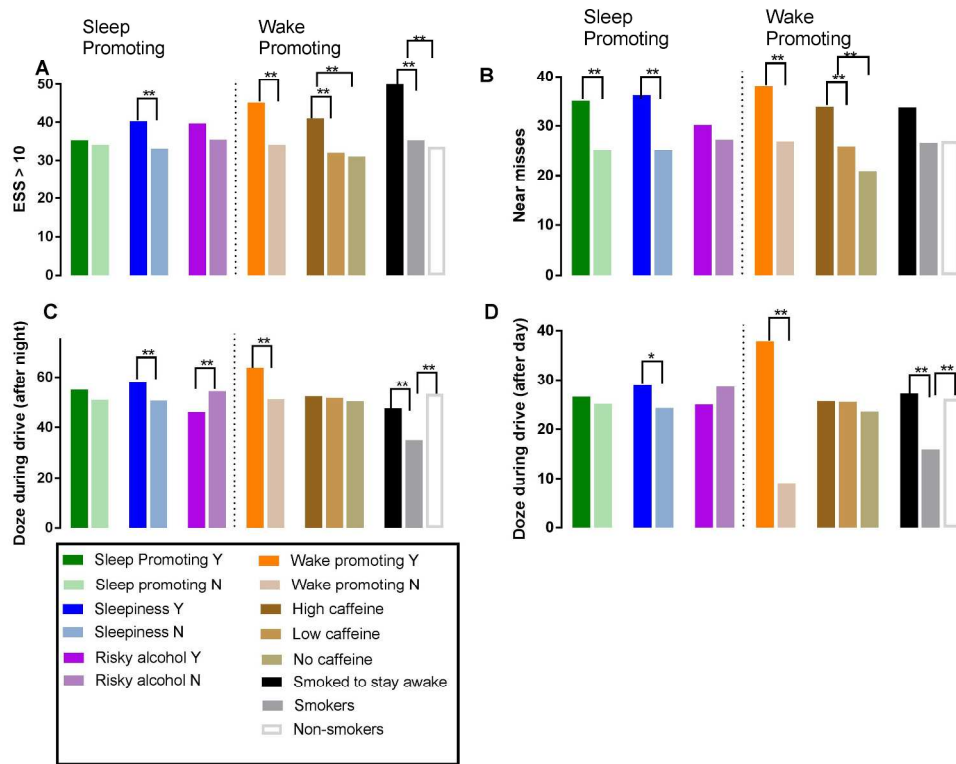 Sleep
Promoting
Wake
Promoting
A
**
**
**
**
**
**
50
40
30
20
10
0
ESS > 10
Sleep
Promoting
Wake
Promoting
B
**
**
**
**
**
40
30
20
10
0
Near misses
C
**
**
**
**
**
60
40
20
0
Doze during drive (after night)
D
*
**
**
**
40
30
20
10
0
Doze during drive (after day)
Sleep Promoting Y
Sleep promoting N
Sleepiness Y
Sleepiness N
Risky alcohol Y
Risky alcohol N
Wake promoting Y
Wake promoting N
High caffeine
Low caffeine
No caffeine
Smoked to stay awake
Smokers
Non-smokers